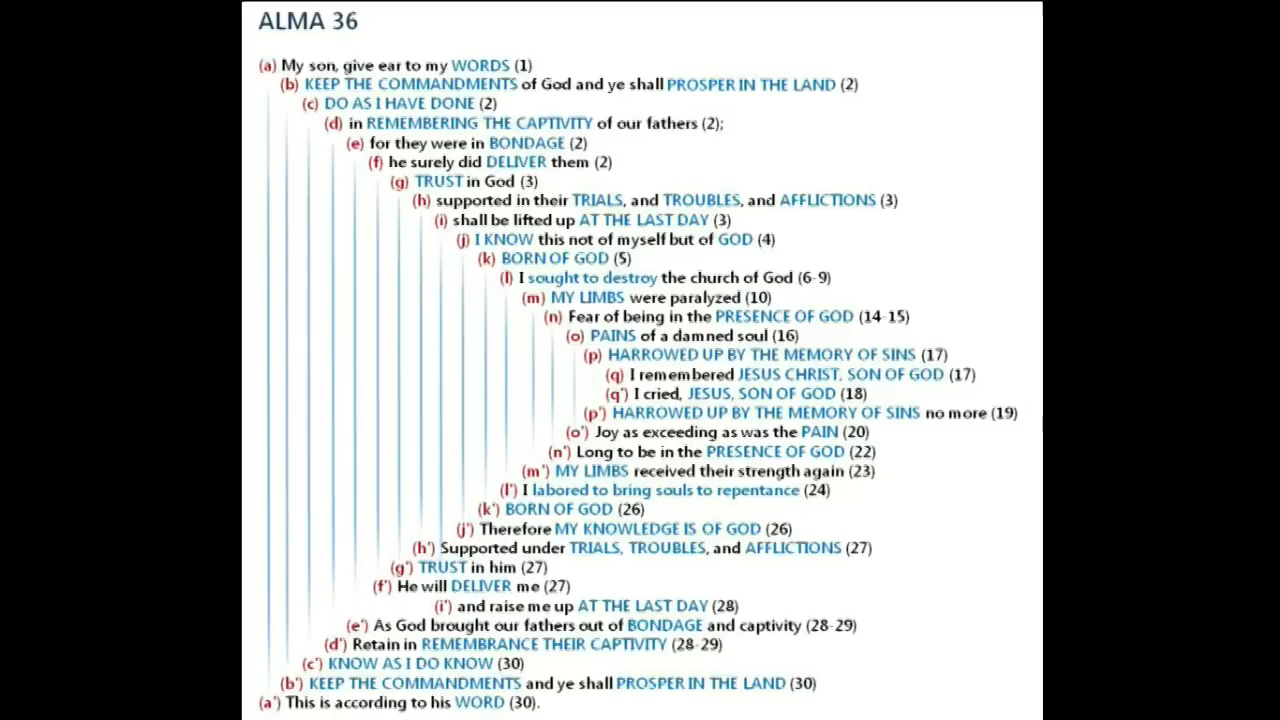 ALMA 36
(a) My son, give ear to my WORDS (1)
(b) KEEP THE COMMANDMENTS of God and ye shall PROSPER IN THE LAND (2)
(c) DO AS I HAVE DONE (2)
(d) in REMEMBERING THE CAPTIVITY of our fathers (2);
(e) for they were in BONDAGE (2)
(f) he surely did DELIVER them (2)
(g) TRUST in God (3)
(h) supported in their TRIALS, and TROUBLES, and AFFLICTIONS (3)
(i) shall be lifted up AT THE LAST DAY (3)
(j) I KNOW this not of myself but of GOD (4)
(k) BORN OF GOD (5)
(l) I sought to destroy the church of God (6-9)
(m) MY LIMBS were paralyzed (10)
(n) Fear of being in the PRESENCE OF GOD (14-15)
(o) PAINS of a damned soul (16)
(p) HARROWED UP BY THE MEMORY OF SINS (17)
(q) I remembered JESUS CHRIST, SON OF GOD (17)
(q') I cried, JESUS, SON OF GOD (18)
(p') HARROWED UP BY THE MEMORY OF SINS no more (19)
(o') Joy as exceeding as was the PAIN (20)
(n') Long to be in the PRESENCE OF GOD (22)
(m') MY LIMBS received their strength again (23)
(l') I labored to bring souls to repentance (24)
(k') BORN OF GOD (26)
(j') Therefore MY KNOWLEDGE IS OF GOD (26)
(h') Supported under TRIALS, TROUBLES, and AFFLICTIONS (27)
(g') TRUST in him (27)
(f') He will DELIVER me (27)
(i') and raise me up AT THE LAST DAY (28)
(e') As God brought our fathers out of BONDAGE and captivity (28-29)
(d') Retain in REMEMBRANCE THEIR CAPTIVITY (28-29)
(c') KNOW AS I DO KNOW (30)
(b') KEEP THE COMMANDMENTS and ye shall PROSPER IN THE LAND (30)
(a') This is according to his WORD (30).